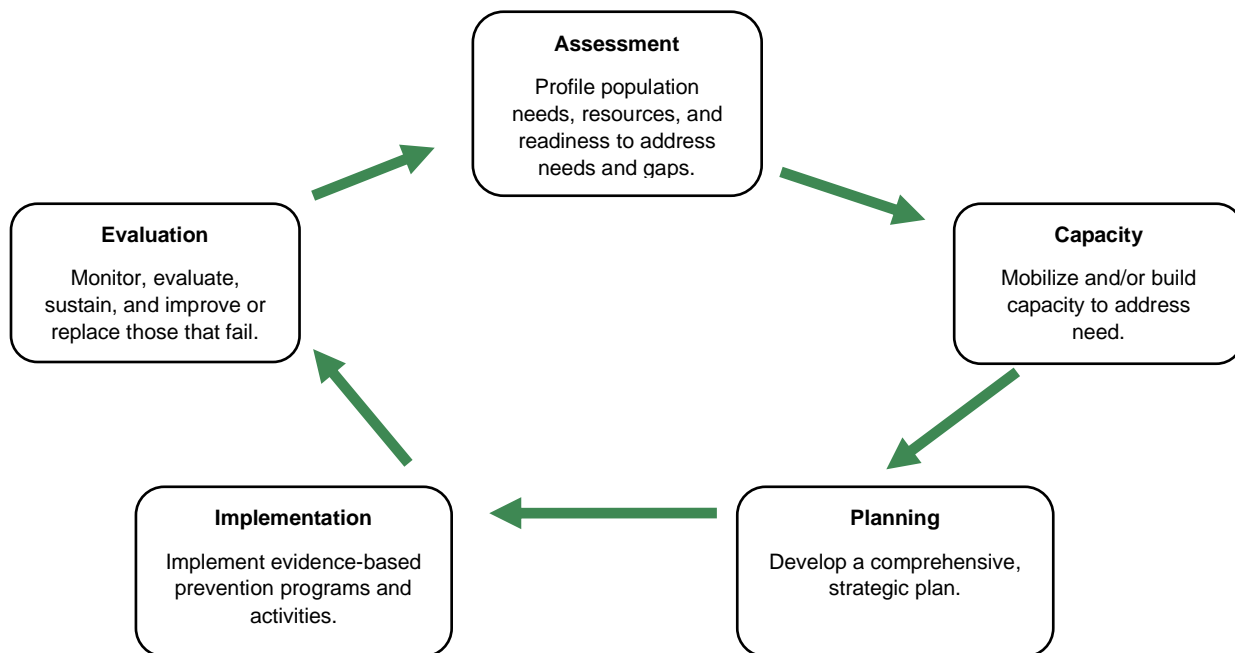 Assessment
Profile population
needs, resources, and
readiness to address
needs and gaps.
Capacity
Mobilize and/or build
capacity to address
need.
Planning
Develop a comprehensive,
strategic plan.
Implementation
Implement evidence-based
prevention programs and
activities.
Evaluation
Monitor, evaluate,
sustain, and improve or
replace those that fail.